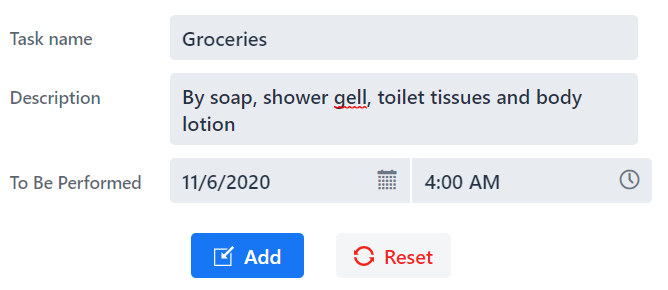 Task name Groceries
Description By soap, shower gell, toilet tissues and body
lotion
To Be Performed 11/6/2020 4:00 AM
Add Reset